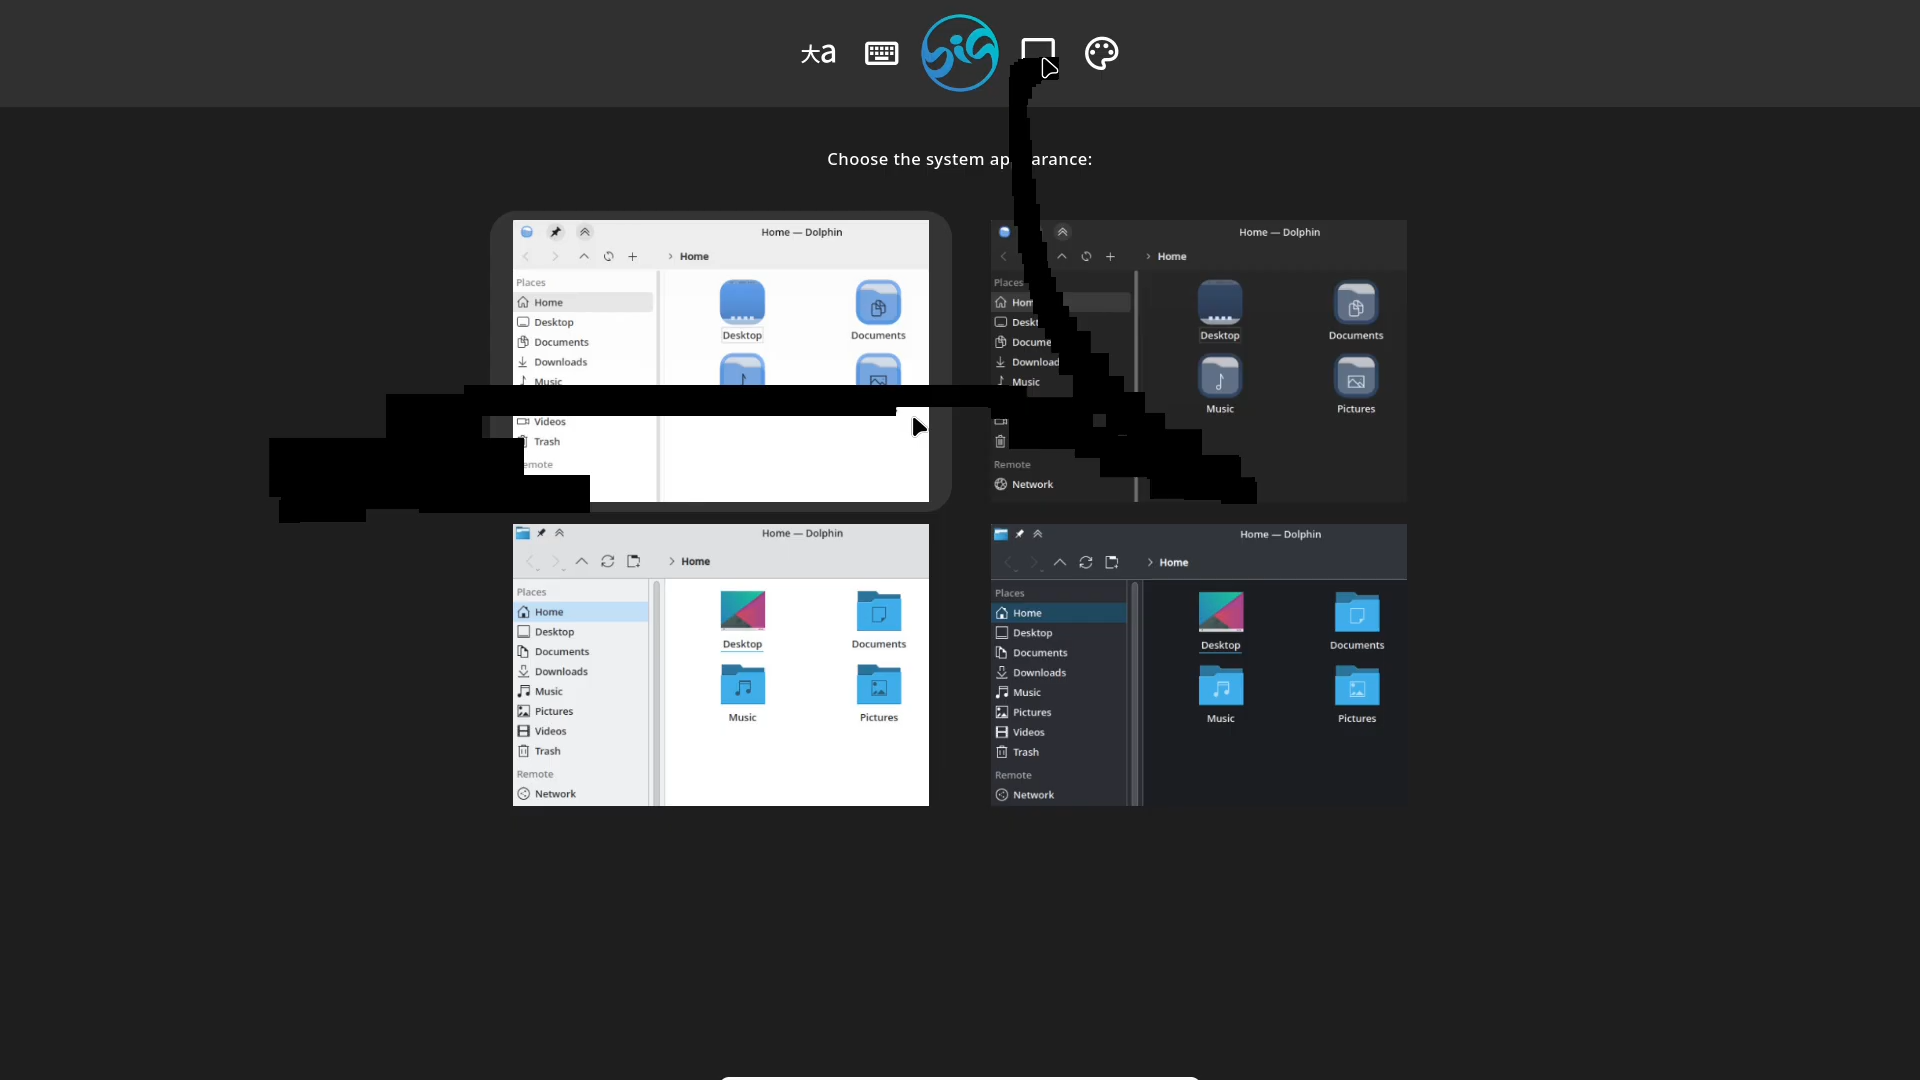 大a
Choose the system ap arance:
Home — Dolphin
Home
Places
Home
Desktop
Documents
Downloads
Music
Videos
Trash
Desktop
Documents
Home — Dolphin
Home
Places
Music
Remote
Network
Desktop
Documents
Music
Pictures
Home — Dolphin
Home
Places
Home
Desktop
Documents
Downloads
Music
Pictures
Videos
Trash
Remote
Network
Desktop
Documents
Music
Pictures
Home — Dolphin
Home
Places
Home
Desktop
Documents
Downloads
Music
Pictures
Videos
Trash
Remote
Network
Desktop
Documents
Music
Pictures